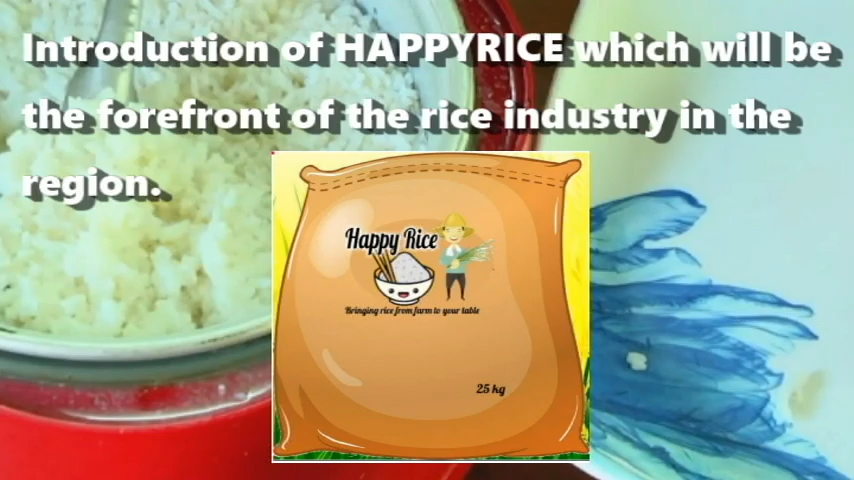 Introduction of HAPPYRICE which will be
the forefront of the rice industry in the
region.
Happy Rice
Bringing rice from farm to your table
25 kg